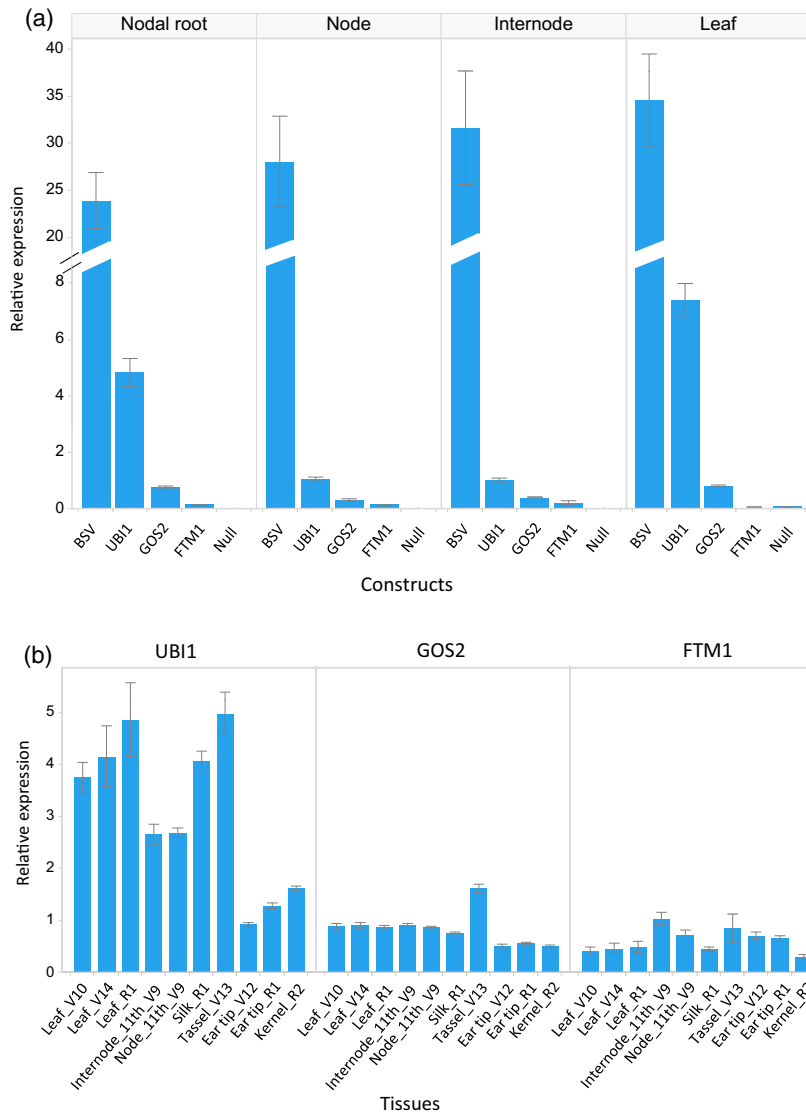 (a)
Nodal root Node Internode Leaf
40
35
30
25
20
8
6
4
2
0
Relative expression
BSV UBI1 GOS2 FTM1 Null BSV UBI1 GOS2 FTM1 Null BSV UBI1 GOS2 FTM1 Null BSV UBI1 GOS2 FTM1 Null
Constructs
(b)
UBI1 GOS2 FTM1
5
4
3
2
1
0
Relative expression
Leaf_V10 Leaf_V14 Leaf_R1 Internode_11th_V9 Node_11th_V9 Silk_R1 Tassel_V13 Ear tip_V12 Ear tip_R1 Kernel_R2 Leaf_V10 Leaf_V14 Leaf_R1 Internode_11th_V9 Node_11th_V9 Silk_R1 Tassel_V13 Ear tip_V12 Ear tip_R1 Kernel_R2 Leaf_V10 Leaf_V14 Leaf_R1 Internode_11th_V9 Node_11th_V9 Silk_R1 Tassel_V13 Ear tip_V12 Ear tip_R1 Kernel_R2
Tissues